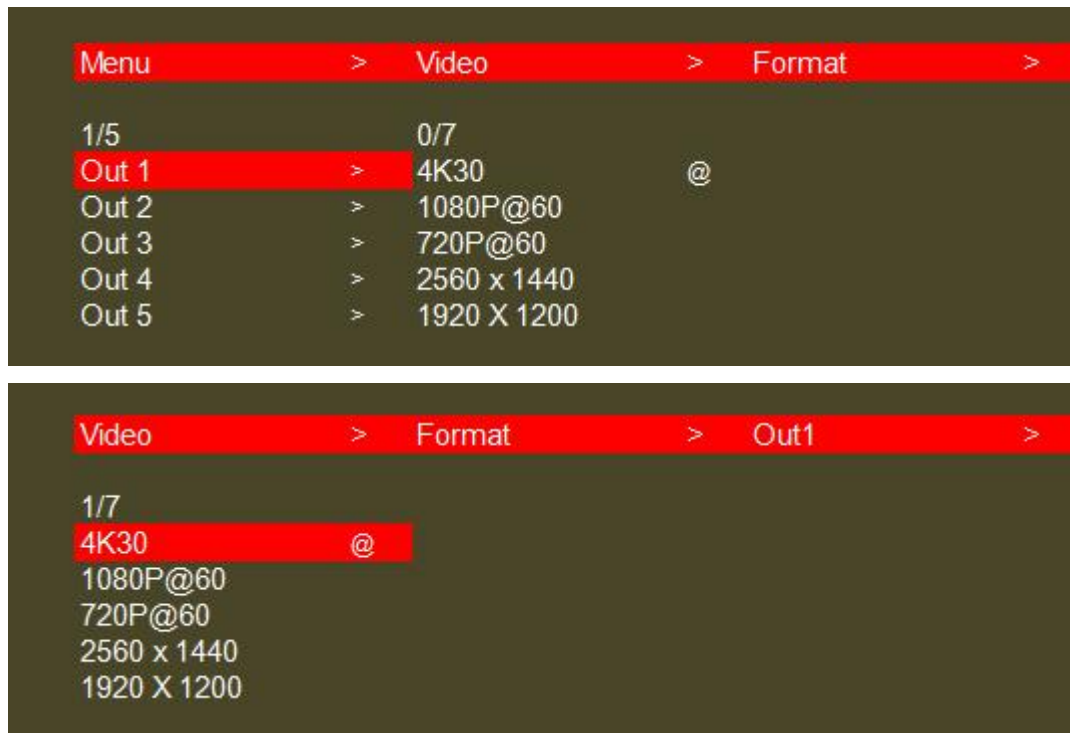 Menu > Video > Format >
1/5 0/7
Out 1 > 4K30 @
Out 2 > 1080P@60
Out 3 > 720P@60
Out 4 > 2560 x 1440
Out 5 > 1920 X 1200
Video > Format > Out1 >
1/7
4K30 @
1080P@60
720P@60
2560 x 1440
1920 X 1200